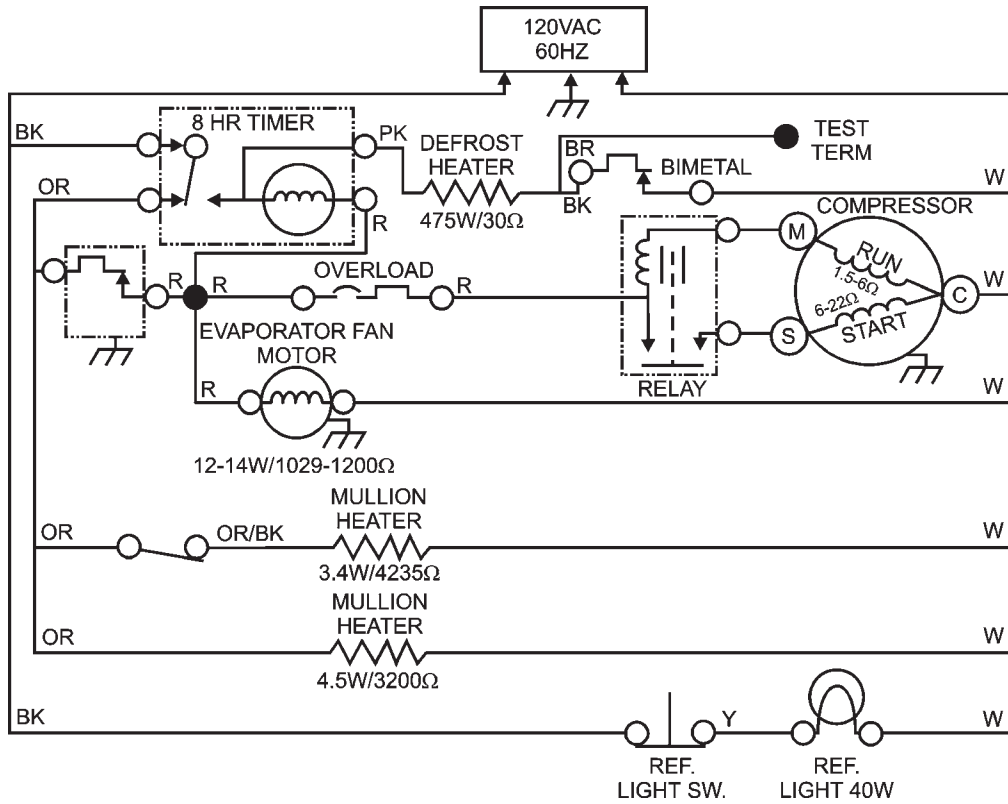 120VAC
60HZ
8 HR TIMER
BK
PK
DEFROST
HEATER
475W/30Ω
BR
BK
BIMETAL
TEST
TERM
W
OR
R
COMPRESSOR
M
RUN
1.5-6Ω
6-22Ω
START
C
S
W
R
R
OVERLOAD
R
RELAY
EVAPORATOR FAN
MOTOR
R
W
12-14W/1029-1200Ω
MULLION
HEATER
OR
OR/BK
W
3.4W/4235Ω
MULLION
HEATER
OR
W
4.5W/3200Ω
BK
Y
W
REF.
LIGHT SW.
REF.
LIGHT 40W